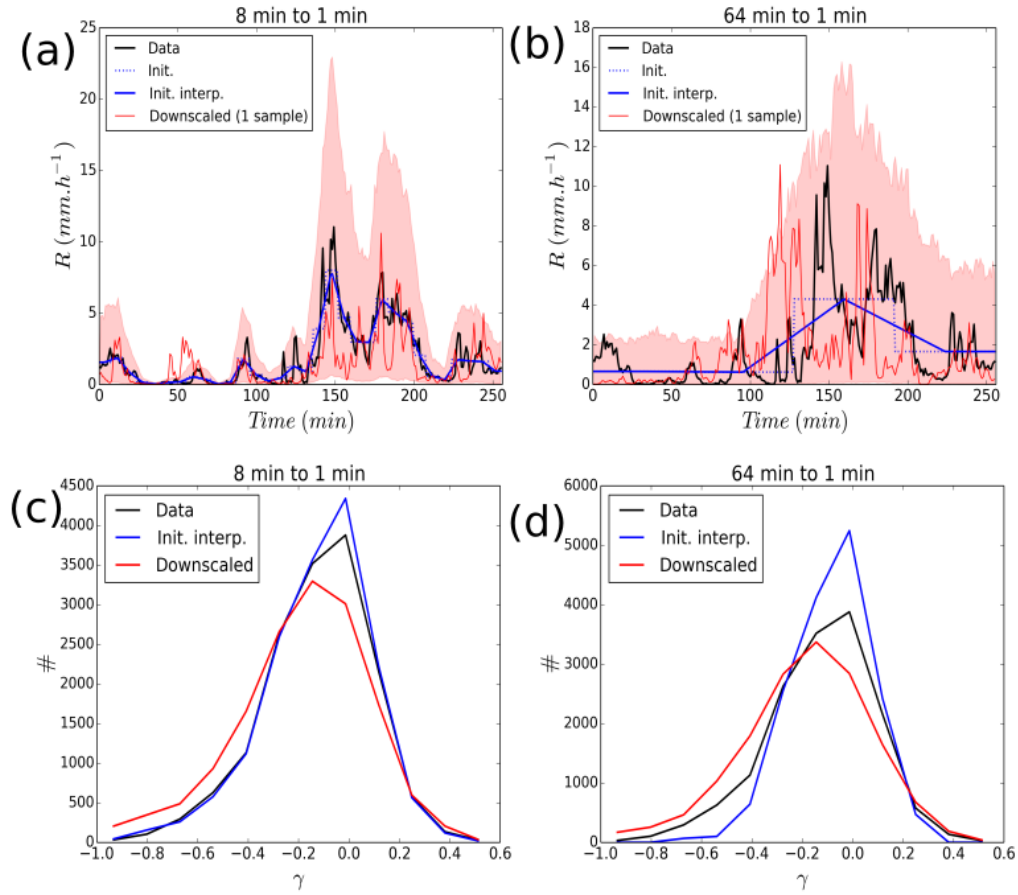 8 min to 1 min
(a)
Data
Init.
Init. interp.
Downscaled (1 sample)
R (mm.h⁻¹)
25
20
15
10
5
0
0 50 100 150 200 250
Time (min)
64 min to 1 min
(b)
Data
Init.
Init. interp.
Downscaled (1 sample)
R (mm.h⁻¹)
18
16
14
12
10
8
6
4
2
0
0 50 100 150 200 250
Time (min)
8 min to 1 min
(c)
Data
Init. interp.
Downscaled
#
4500
4000
3500
3000
2500
2000
1500
1000
500
0
−1.0 −0.8 −0.6 −0.4 −0.2 0.0 0.2 0.4 0.6
γ
64 min to 1 min
(d)
Data
Init. interp.
Downscaled
#
6000
5000
4000
3000
2000
1000
0
−1.0 −0.8 −0.6 −0.4 −0.2 0.0 0.2 0.4 0.6
γ